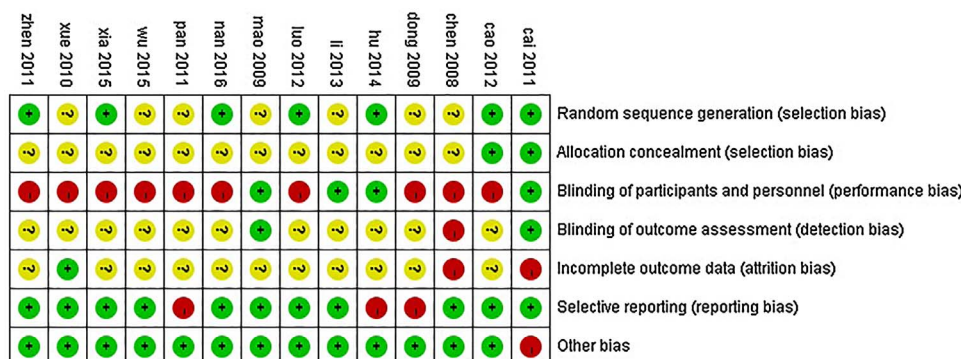 zhen 2011
xue 2010
xia 2015
wu 2015
pan 2011
nan 2016
mao 2009
luo 2012
li 2013
hu 2014
dong 2009
chen 2008
cao 2012
cai 2011
+ ? + ? ? + ? + ? + ? ? + + Random sequence generation (selection bias)
? ? ? ? ? ? ? ? ? ? ? ? + + Allocation concealment (selection bias)
- - - - - - + - + + - - - + Blinding of participants and personnel (performance bias)
? ? ? ? ? ? + ? ? ? ? - ? + Blinding of outcome assessment (detection bias)
? + ? ? ? ? ? ? ? ? ? - ? - Incomplete outcome data (attrition bias)
+ + + + - + + + + - - + + + Selective reporting (reporting bias)
+ + + + + + + + + + + + + - Other bias